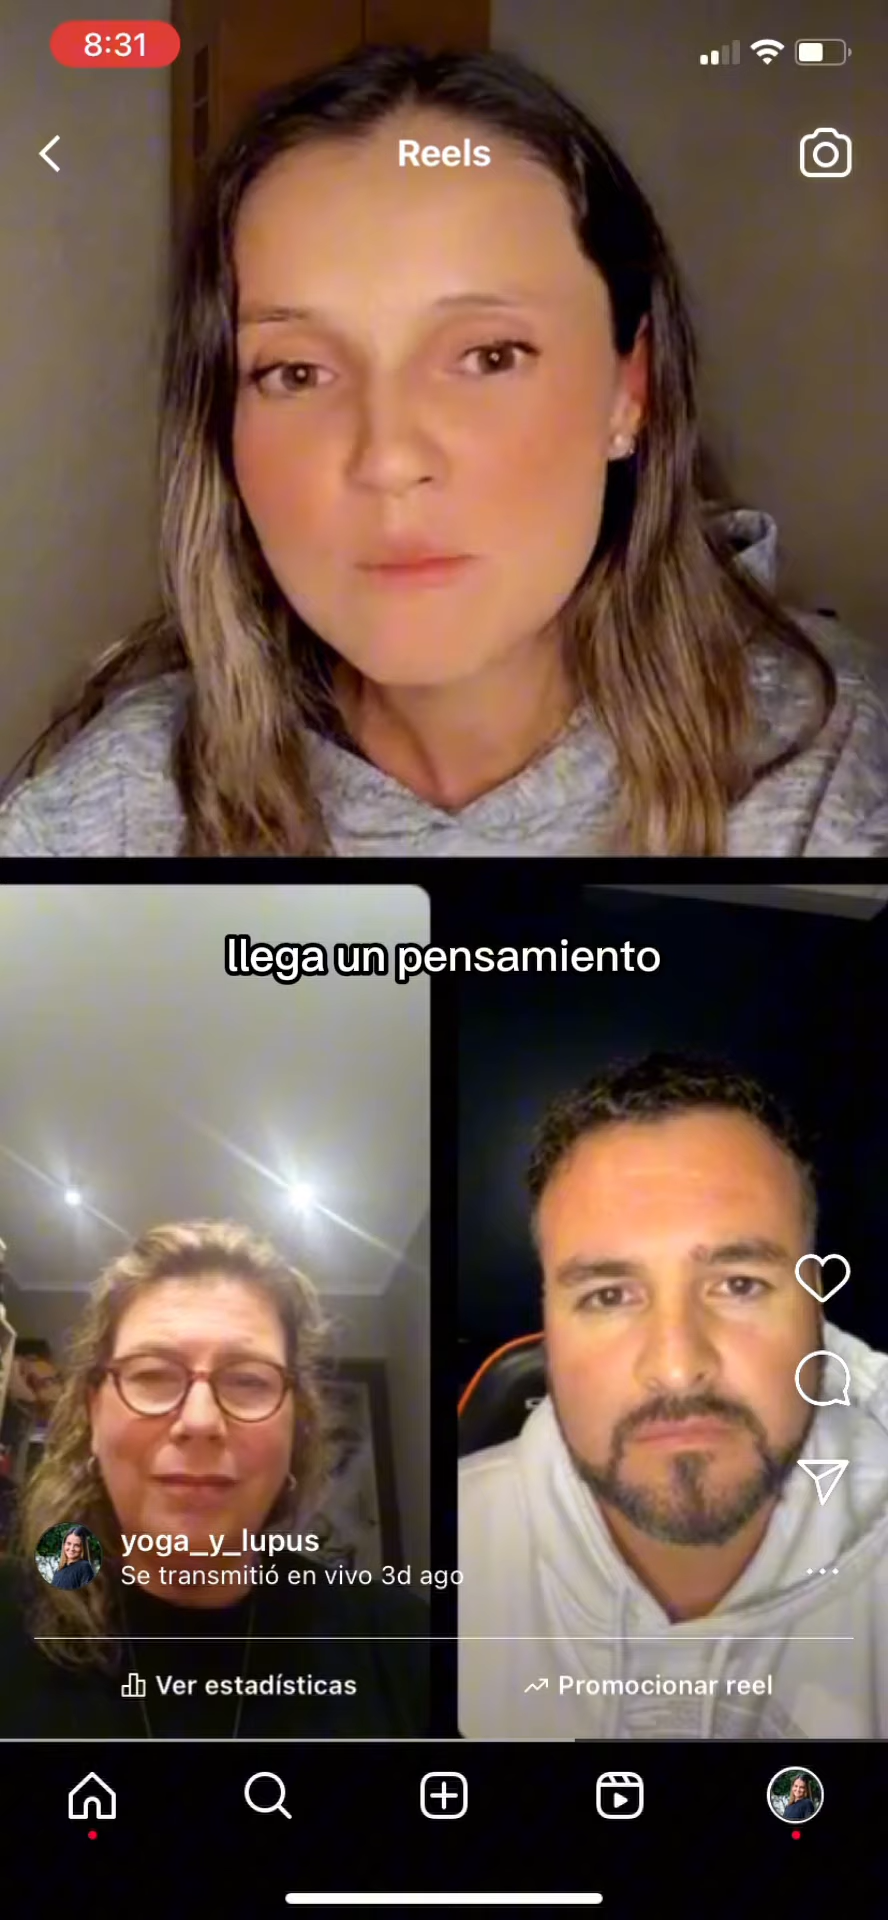 8:31
Reels
llega un pensamiento
yoga_y_lupus
Se transmitió en vivo 3d ago
Ver estadísticas
Promocionar reel